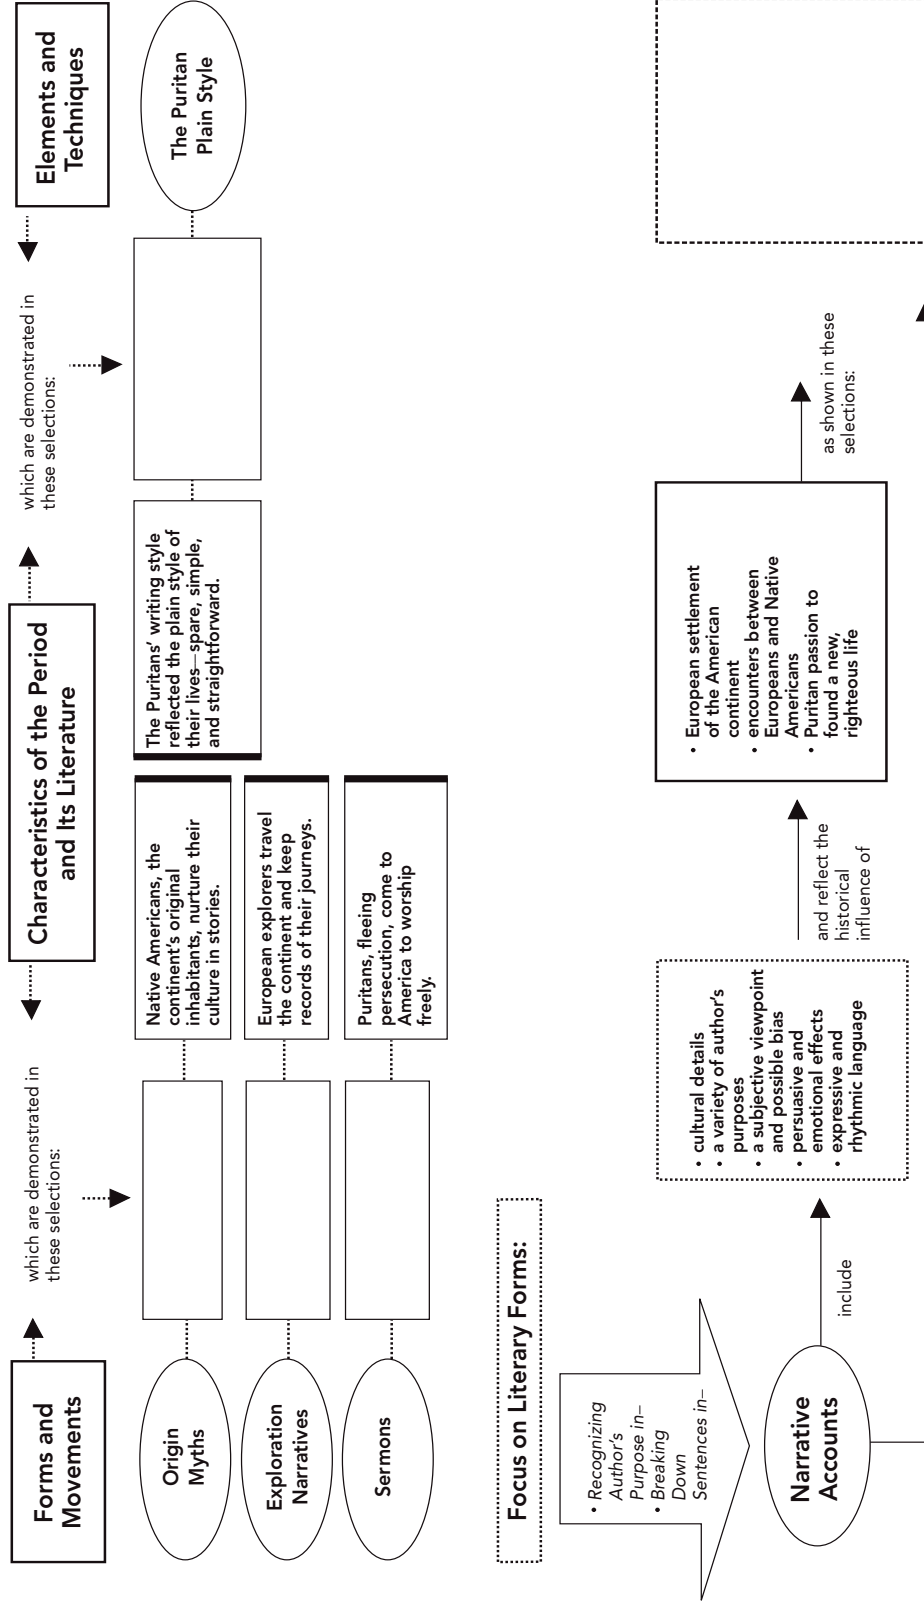 Forms and
Movements
which are demonstrated in
these selections:
Characteristics of the Period
and Its Literature
which are demonstrated in
these selections:
Elements and
Techniques
Origin
Myths
Native Americans, the
continent's original
inhabitants, nurture their
culture in stories.
Exploration
Narratives
European explorers travel
the continent and keep
records of their journeys.
Sermons
Puritans, fleeing
persecution, come to
America to worship
freely.
The Puritans' writing style
reflected the plain style of
their lives—spare, simple,
and straightforward.
The Puritan
Plain Style
Focus on Literary Forms:
• Recognizing
Author's
Purpose in–
• Breaking
Down
Sentences in–
Narrative
Accounts
include
• cultural details
• a variety of author's
purposes
• a subjective viewpoint
and possible bias
• persuasive and
emotional effects
• expressive and
rhythmic language
and reflect the
historical
influence of
• European settlement
of the American
continent
• encounters between
Europeans and Native
Americans
• Puritan passion to
found a new,
righteous life
as shown in these
selections: